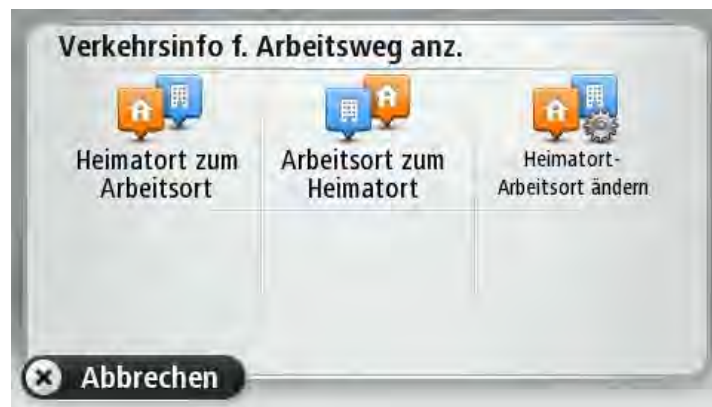 Verkehrsinfo f. Arbeitsweg anz.
Heimatort zum
Arbeitsort
Arbeitsort zum
Heimatort
Heimatort-
Arbeitsort ändern
Abbrechen